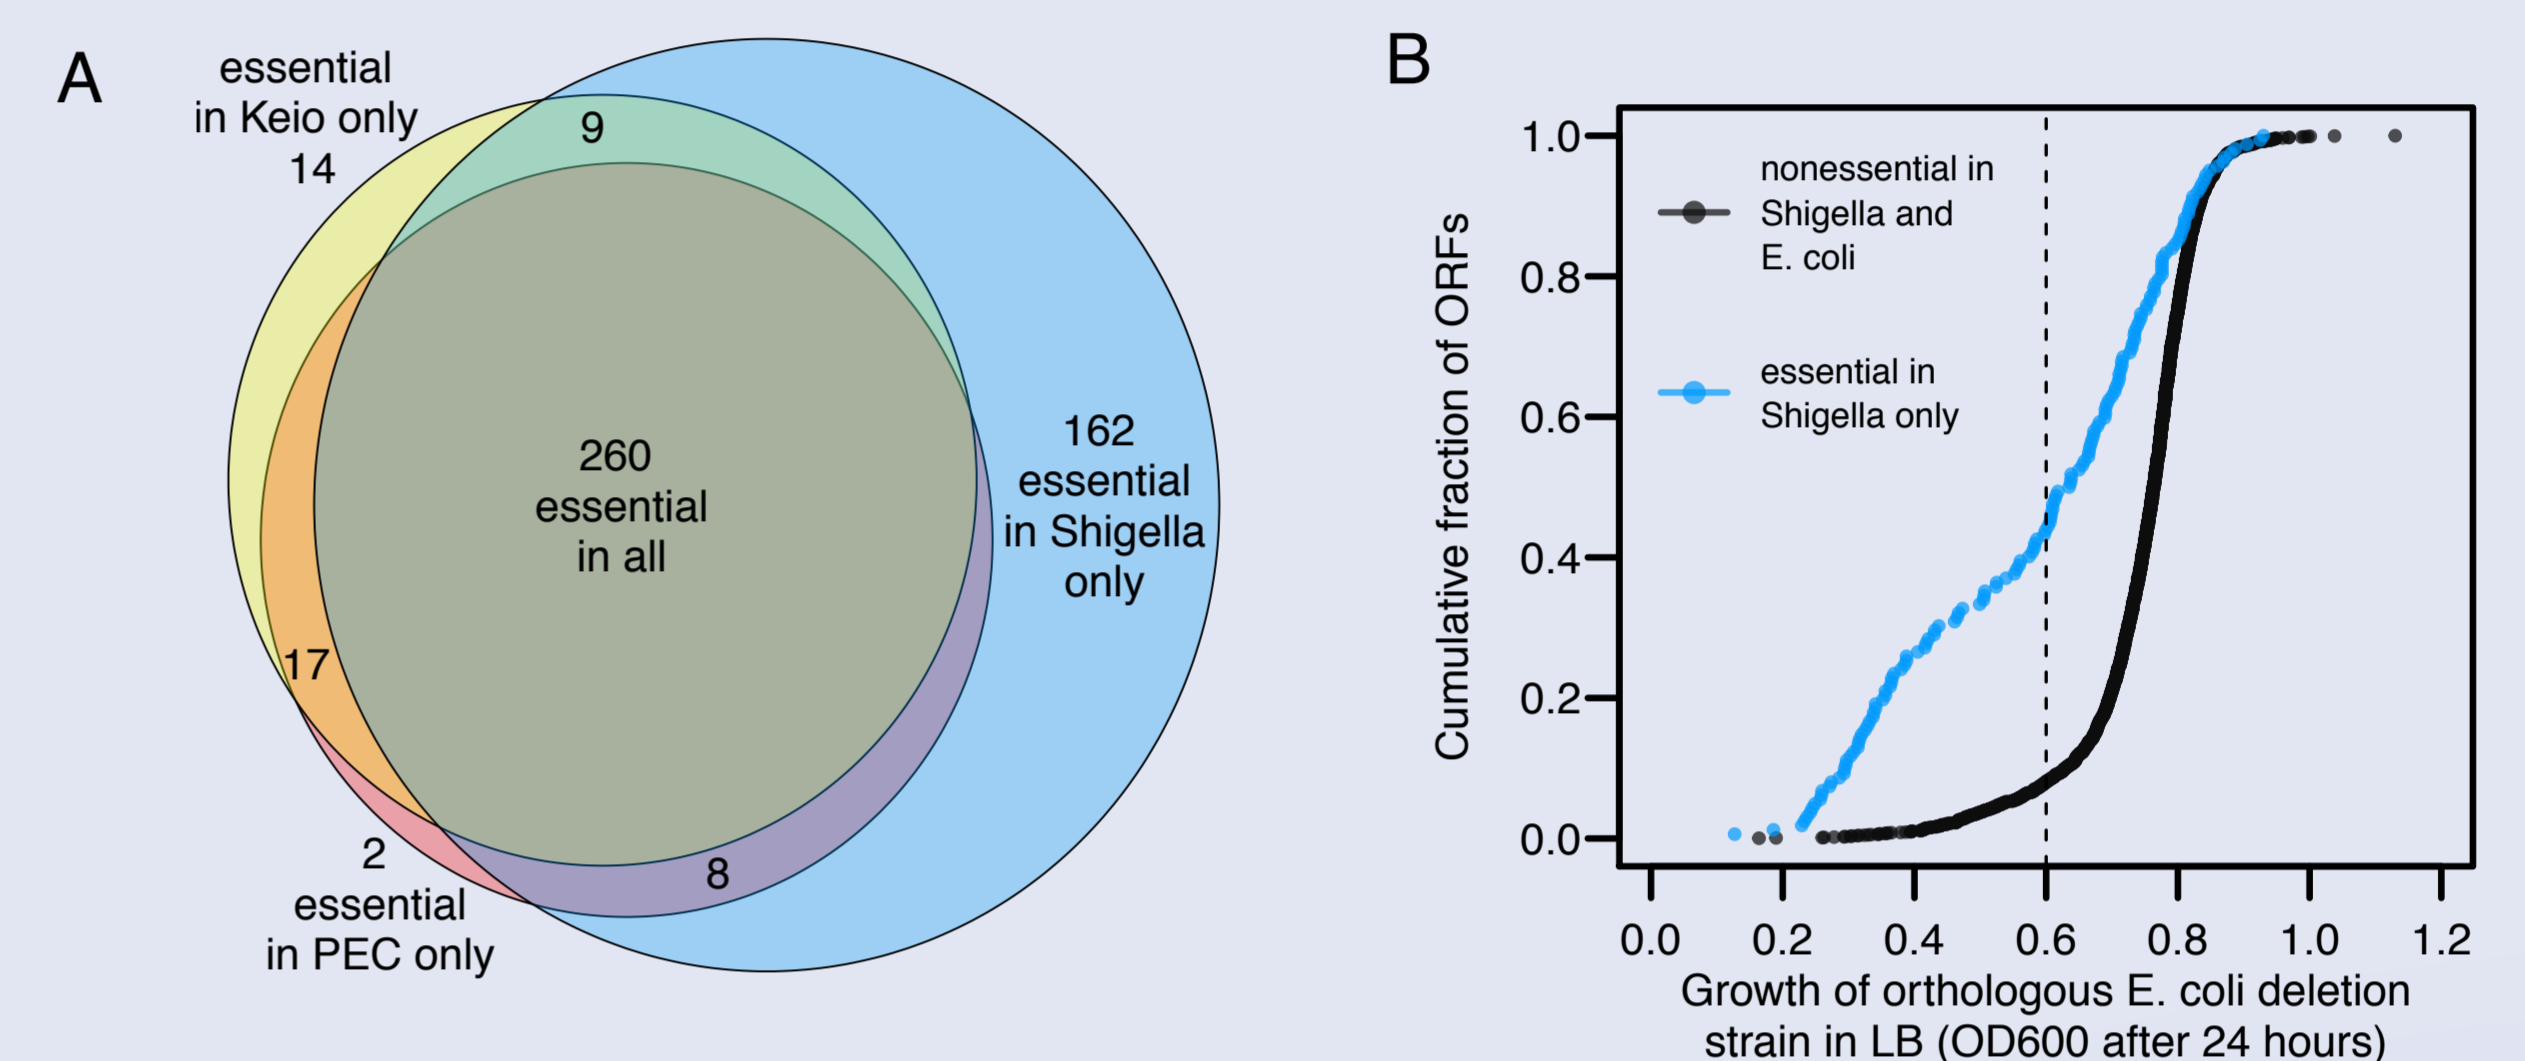 A
essential
in Keio only
14
9
260
essential
in all
162
essential
in Shigella
only
17
2
essential
in PEC only
8
B
1.0
0.8
0.6
0.4
0.2
0.0
Cumulative fraction of ORFs
nonessential in
Shigella and
E. coli
essential in
Shigella only
0.0 0.2 0.4 0.6 0.8 1.0 1.2
Growth of orthologous E. coli deletion
strain in LB (OD600 after 24 hours)